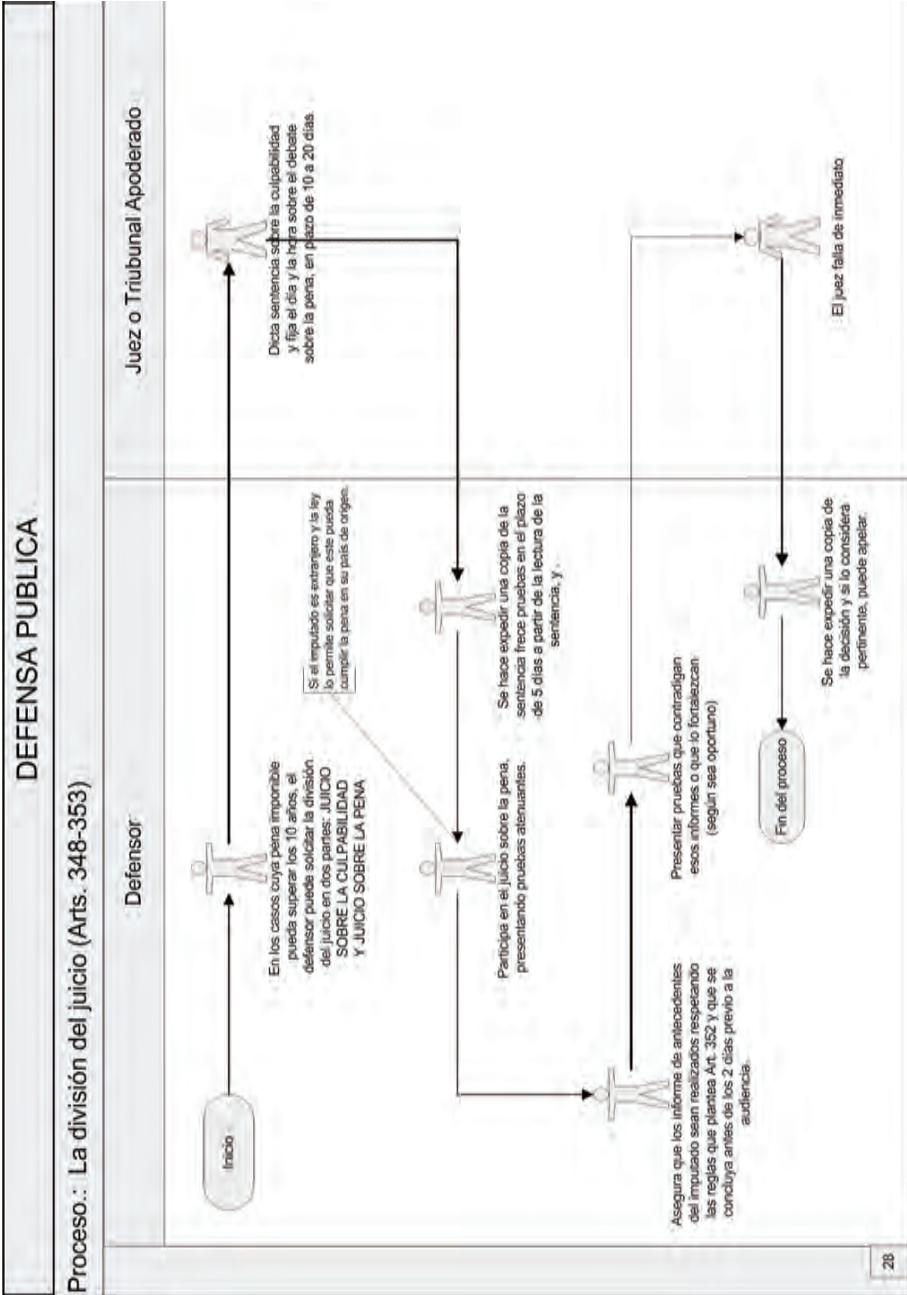 DEFENSA PUBLICA
Proceso.: La división del juicio (Arts. 348-353)
Defensor
Juez o Triubunal Apoderado
Inicio
En los casos cuya pena imponible
pueda superar los 10 años, el
defensor puede solcitar la división
del juicio en dos partes: JUICIO
SOBRE LA CULPABILIDAD
Y JUICIO SOBRE LA PENA
Dicta sentencia sobre la culpabilidad
y fija el día y la hora sobre el debate
sobre la pena, en plazo de 10 a 20 días.
Si el imputado es extranjero y la ley
lo permite solicitar que este pueda
cumplir la pena en su país de origen.
Se hace expedir una copia de la
sentencia frece pruebas en el plazo
de 5 días a partir de la lectura de la
sentencia, y .
Participa en el juicio sobre la pena,
presentando pruebas atenuantes.
Asegura que los informe de antecedentes
del imputado sean realizados respetando
las reglas que plantea Art. 352 y que se
concluya antes de los 2 días previo a la
audiencia.
Presentar pruebas que contradigan
esos informes o que lo fortalezcan
(según sea oportuno)
El juez falla de inmediato
Se hace expedir una copia de
la decisión y si lo considera
pertinente, puede apelar.
Fin del proceso
28